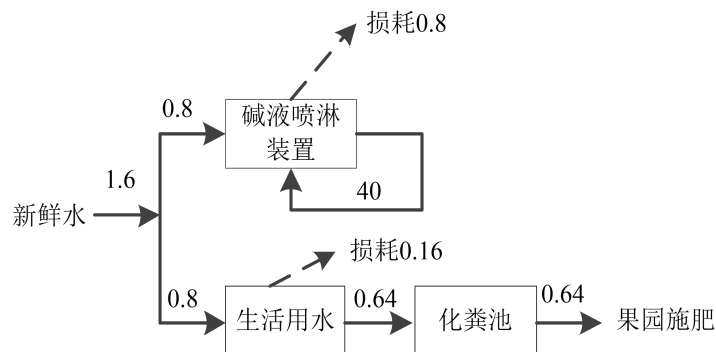 损耗0.8
0.8
碱液喷淋
装置
1.6
40
新鲜水
损耗0.16
0.8
生活用水
0.64
化粪池
0.64
果园施肥